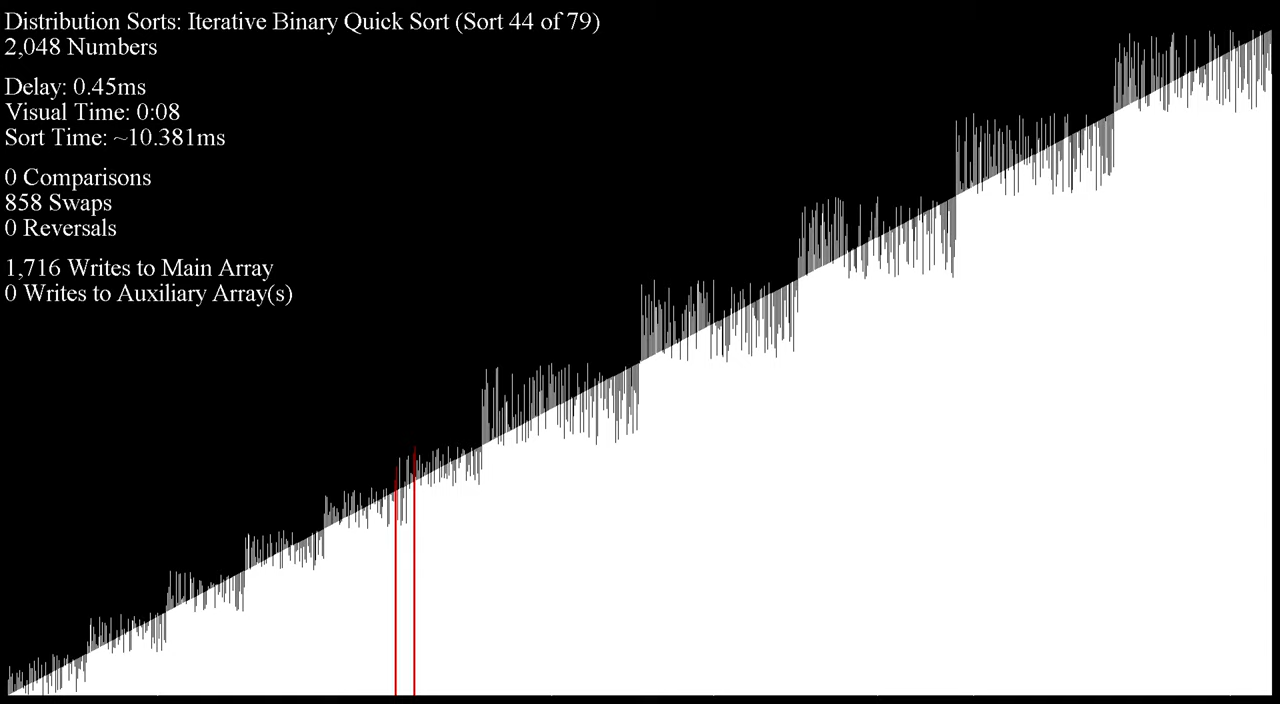 Distribution Sorts: Iterative Binary Quick Sort (Sort 44 of 79)
2,048 Numbers
Delay: 0.45ms
Visual Time: 0:08
Sort Time: ~10.381ms
0 Comparisons
858 Swaps
0 Reversals
1,716 Writes to Main Array
0 Writes to Auxiliary Array(s)